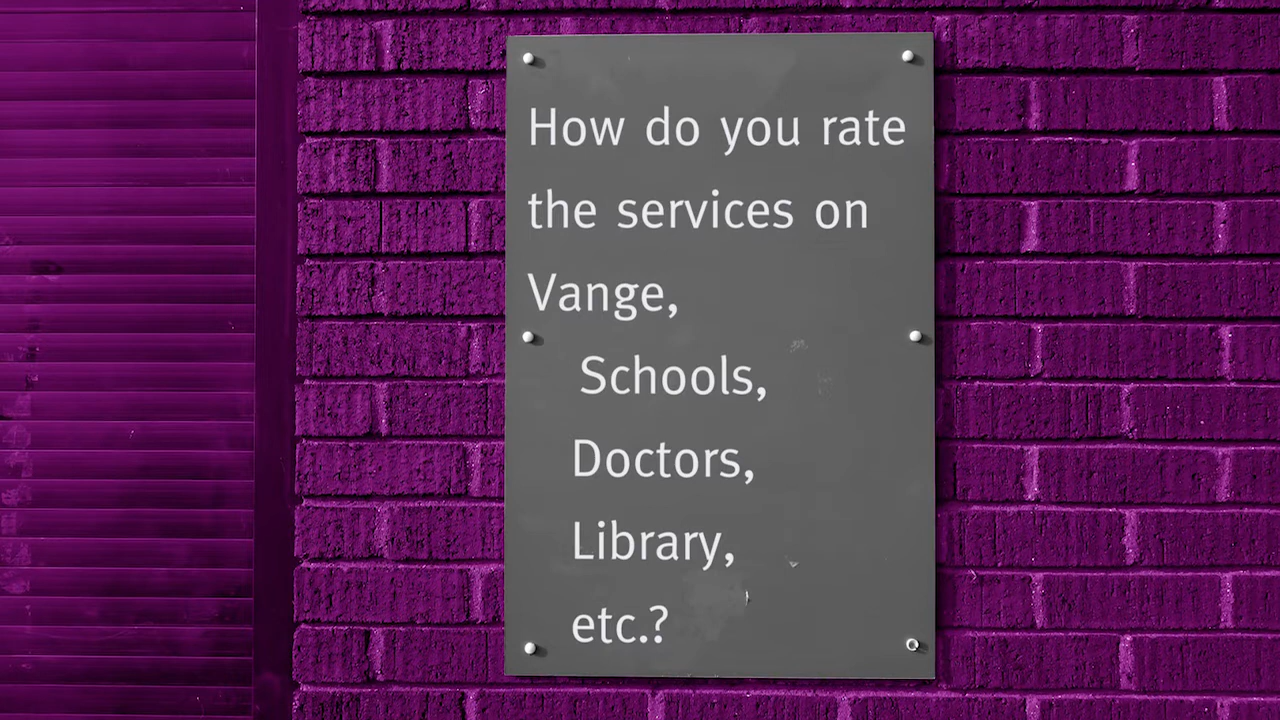 How do you rate
the services on
Vange,
Schools,
Doctors,
Library,
etc.?